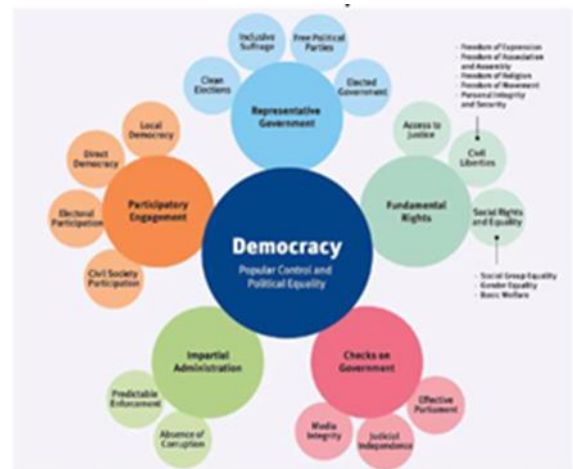 Inclusive
Suffrage
Free Political
Parties
Clean
Elections
Elected
Government
Representative
Government
- Freedom of Expression
- Freedom of Association
and Assembly
- Freedom of Religion
- Freedom of Movement
- Personal Integrity
and Security
Access to
Justice
Civil
Liberties
Social Rights
and Equality
Fundamental
Rights
- Social Group Equality
- Gender Equality
- Basic Welfare
Local
Democracy
Direct
Democracy
Electoral
Participation
Civil Society
Participation
Participatory
Engagement
Democracy
Popular Control and
Political Equality
Impartial
Administration
Predictable
Enforcement
Absence of
Corruption
Checks on
Government
Effective
Parliament
Judicial
Independence
Media
Integrity